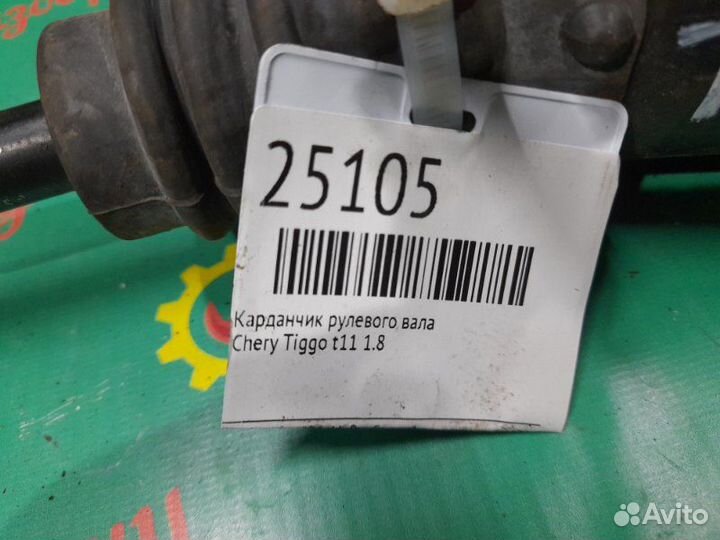 25105
Карданчик рулевого вала
Chery Tiggo t11 1.8
Avito